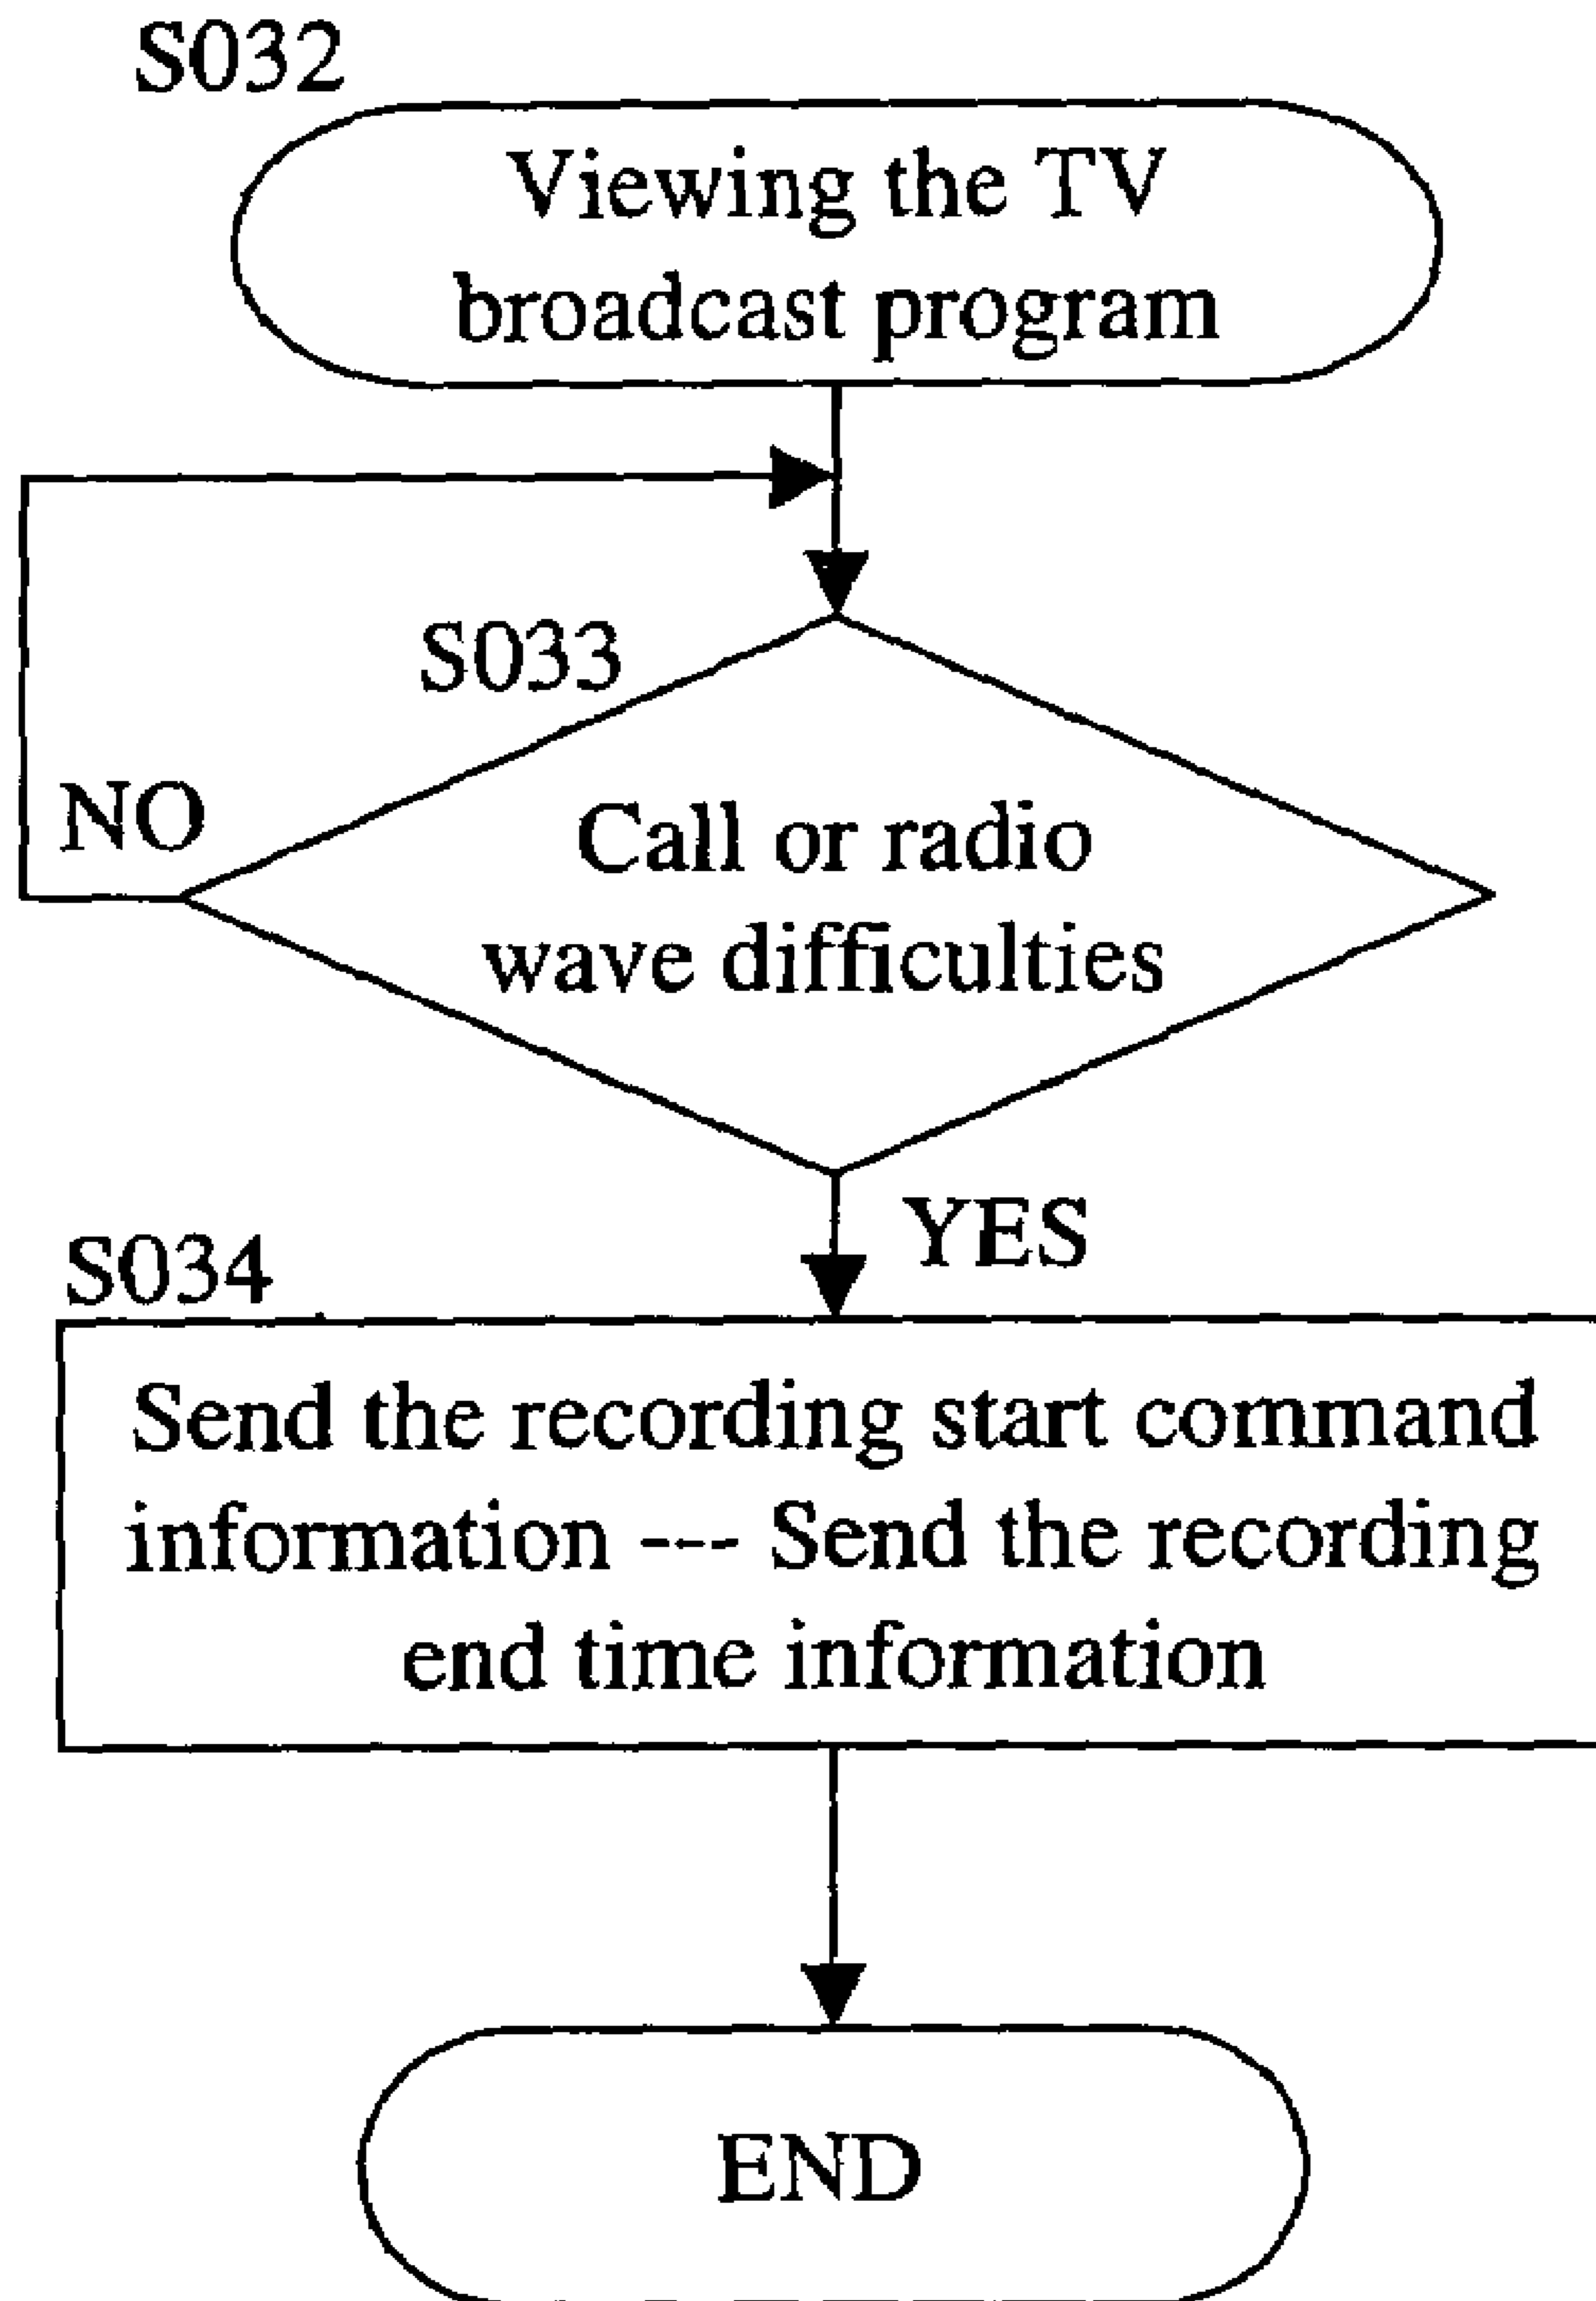 S032
Viewing the TV
broadcast program
S033
NO
Call or radio
wave difficulties
YES
S034
Send the recording start command
information --- Send the recording
end time information
END